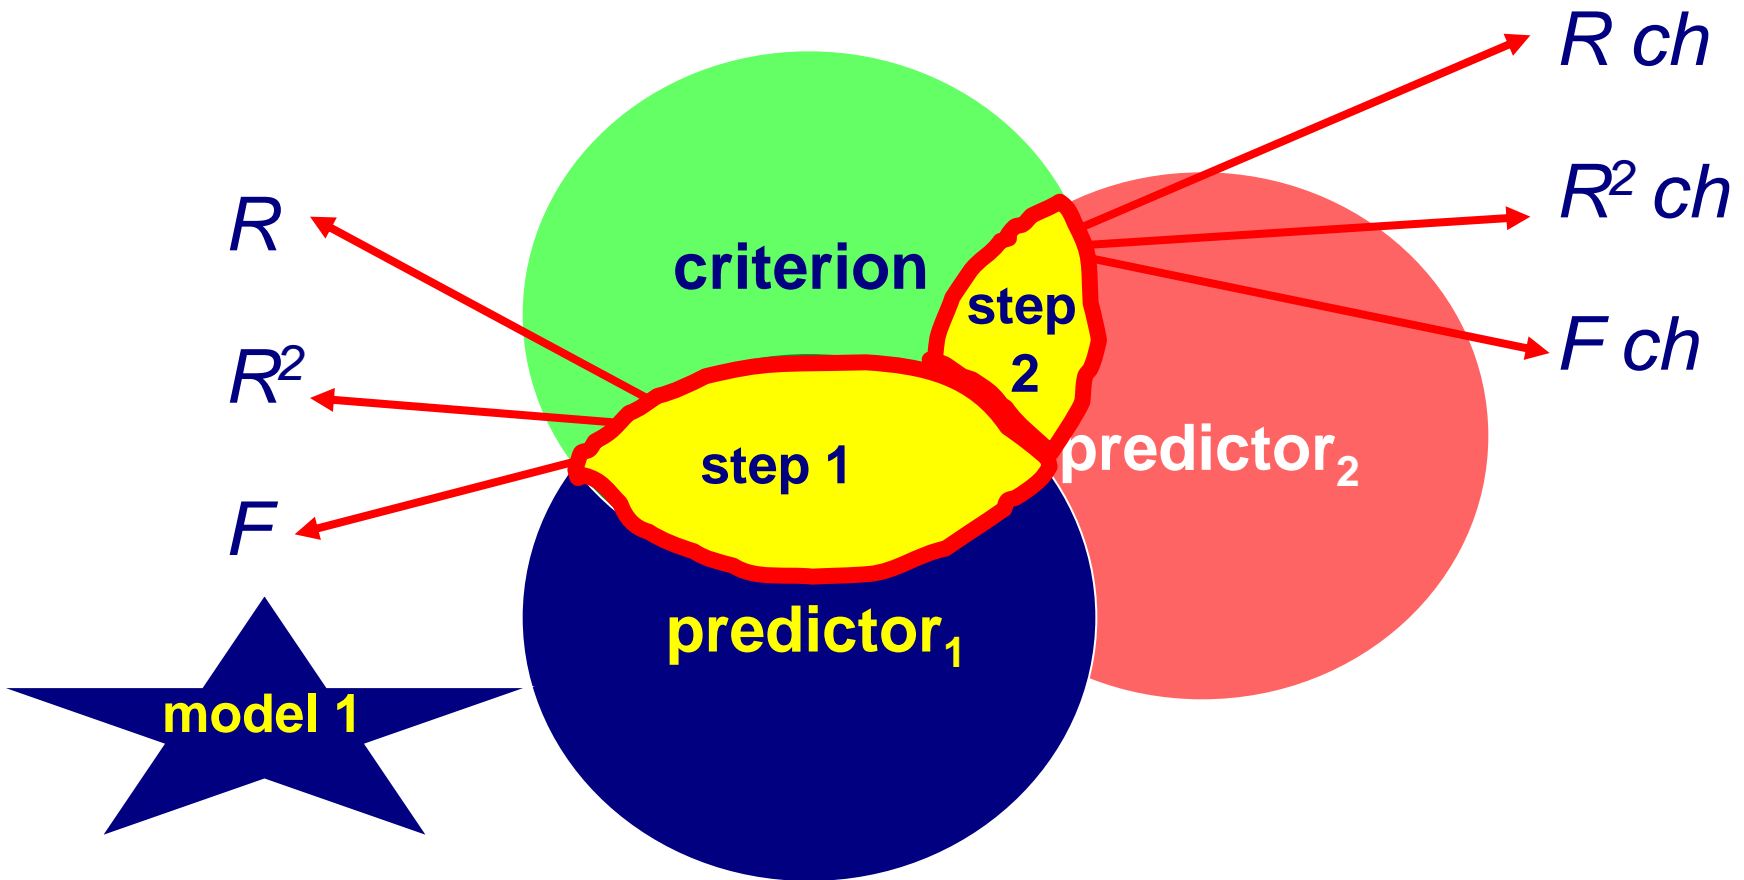 R ch
R² ch
F ch
R
R²
F
criterion
step
2
step 1
predictor₂
predictor₁
model 1